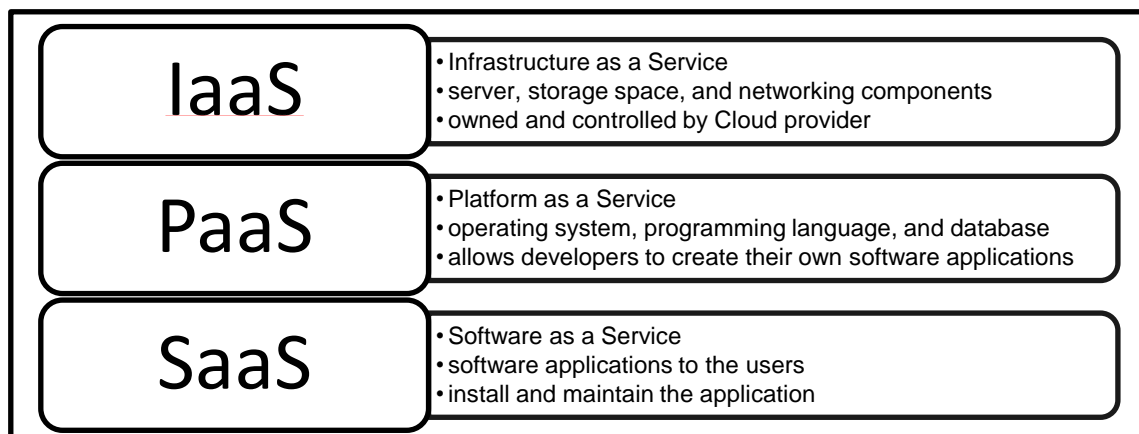 IaaS
• Infrastructure as a Service
• server, storage space, and networking components
• owned and controlled by Cloud provider
PaaS
• Platform as a Service
• operating system, programming language, and database
• allows developers to create their own software applications
SaaS
• Software as a Service
• software applications to the users
• install and maintain the application